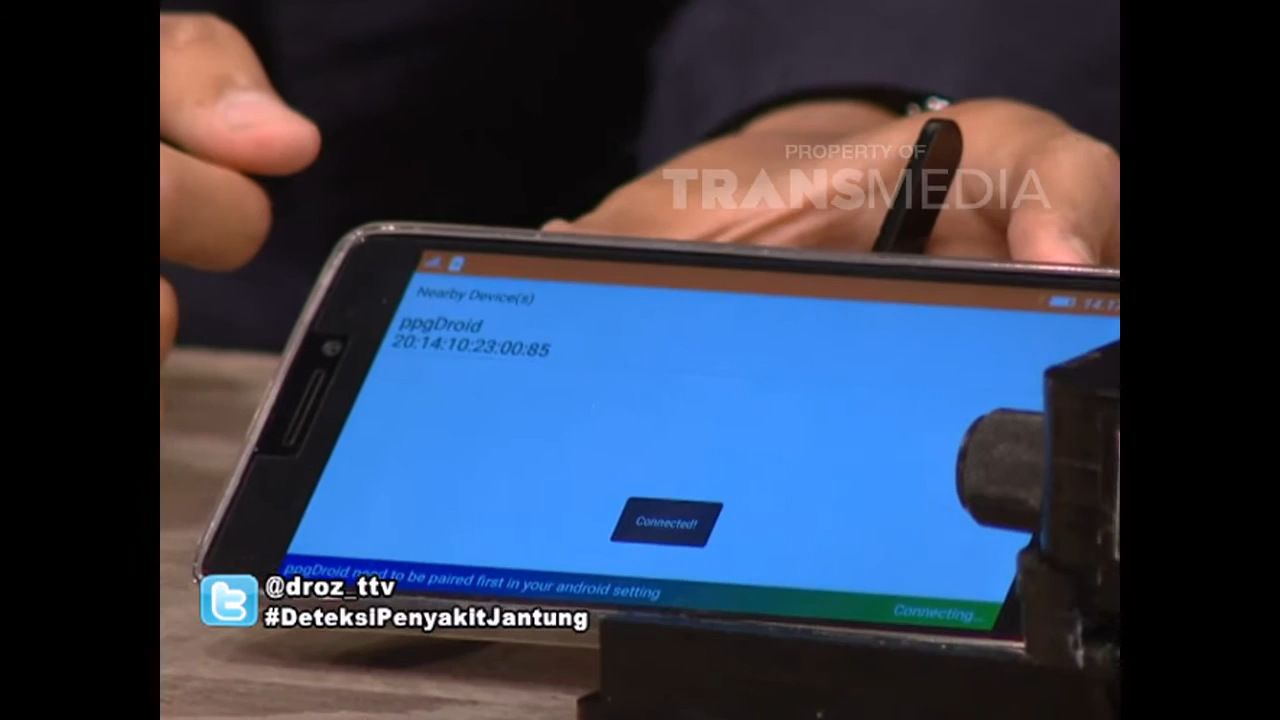 PROPERTY OF
TRANSMEDIA
Nearby Device(s)
ppgDroid
20:14:10:23:00:85
Connected!
ppgDroid need to be paired first in your android setting
Connecting...
@droz_ttv
#DeteksiPenyakitJantung